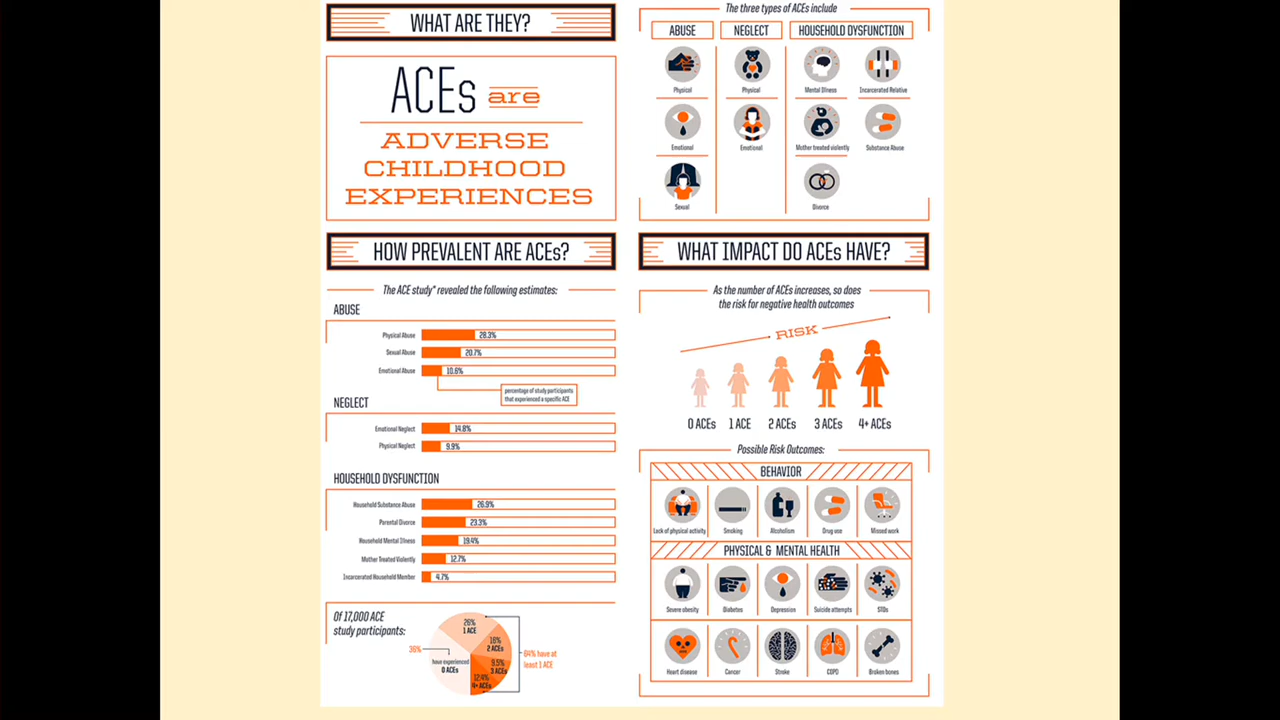 WHAT ARE THEY?
ACEs are
ADVERSE
CHILDHOOD
EXPERIENCES
The three types of ACEs include
ABUSE
NEGLECT
HOUSEHOLD DYSFUNCTION
Physical
Physical
Mental Illness
Incarcerated Relative
Emotional
Emotional
Mother treated violently
Substance Abuse
Sexual
Divorce
HOW PREVALENT ARE ACEs?
The ACE study* revealed the following estimates:
ABUSE
Physical Abuse 28.3%
Sexual Abuse 20.7%
Emotional Abuse 10.6%
percentage of study participants
that experienced a specific ACE
NEGLECT
Emotional Neglect 14.8%
Physical Neglect 9.9%
HOUSEHOLD DYSFUNCTION
Household Substance Abuse 26.9%
Parental Divorce 23.3%
Household Mental Illness 19.4%
Mother Treated Violently 12.7%
Incarcerated Household Member 4.7%
Of 17,000 ACE
study participants:
26%
1 ACE
16%
2 ACEs
9.5%
3 ACEs
12.4%
4+ ACEs
36%
have experienced
0 ACEs
64% have at
least 1 ACE
WHAT IMPACT DO ACEs HAVE?
As the number of ACEs increases, so does
the risk for negative health outcomes
RISK
0 ACEs
1 ACE
2 ACEs
3 ACEs
4+ ACEs
Possible Risk Outcomes:
BEHAVIOR
Lack of physical activity
Smoking
Alcoholism
Drug use
Missed work
PHYSICAL & MENTAL HEALTH
Severe obesity
Diabetes
Depression
Suicide attempts
STDs
Heart disease
Cancer
Stroke
COPD
Broken bones